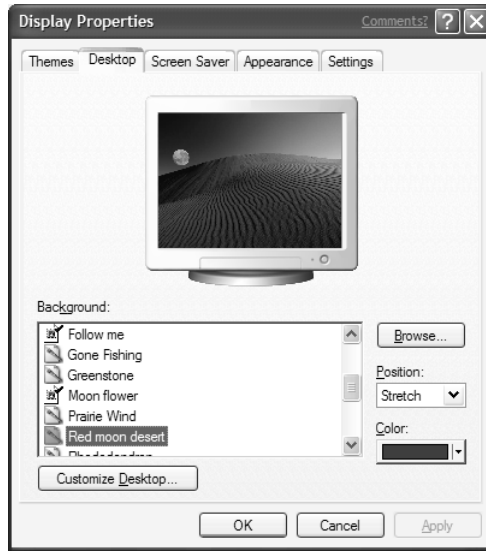 Display Properties Comments? ?
Themes Desktop Screen Saver Appearance Settings
Background:
Follow me
Gone Fishing
Greenstone
Moon flower
Prairie Wind
Red moon desert
Rhododendron
Browse...
Position:
Stretch
Color:
Customize Desktop...
OK Cancel Apply